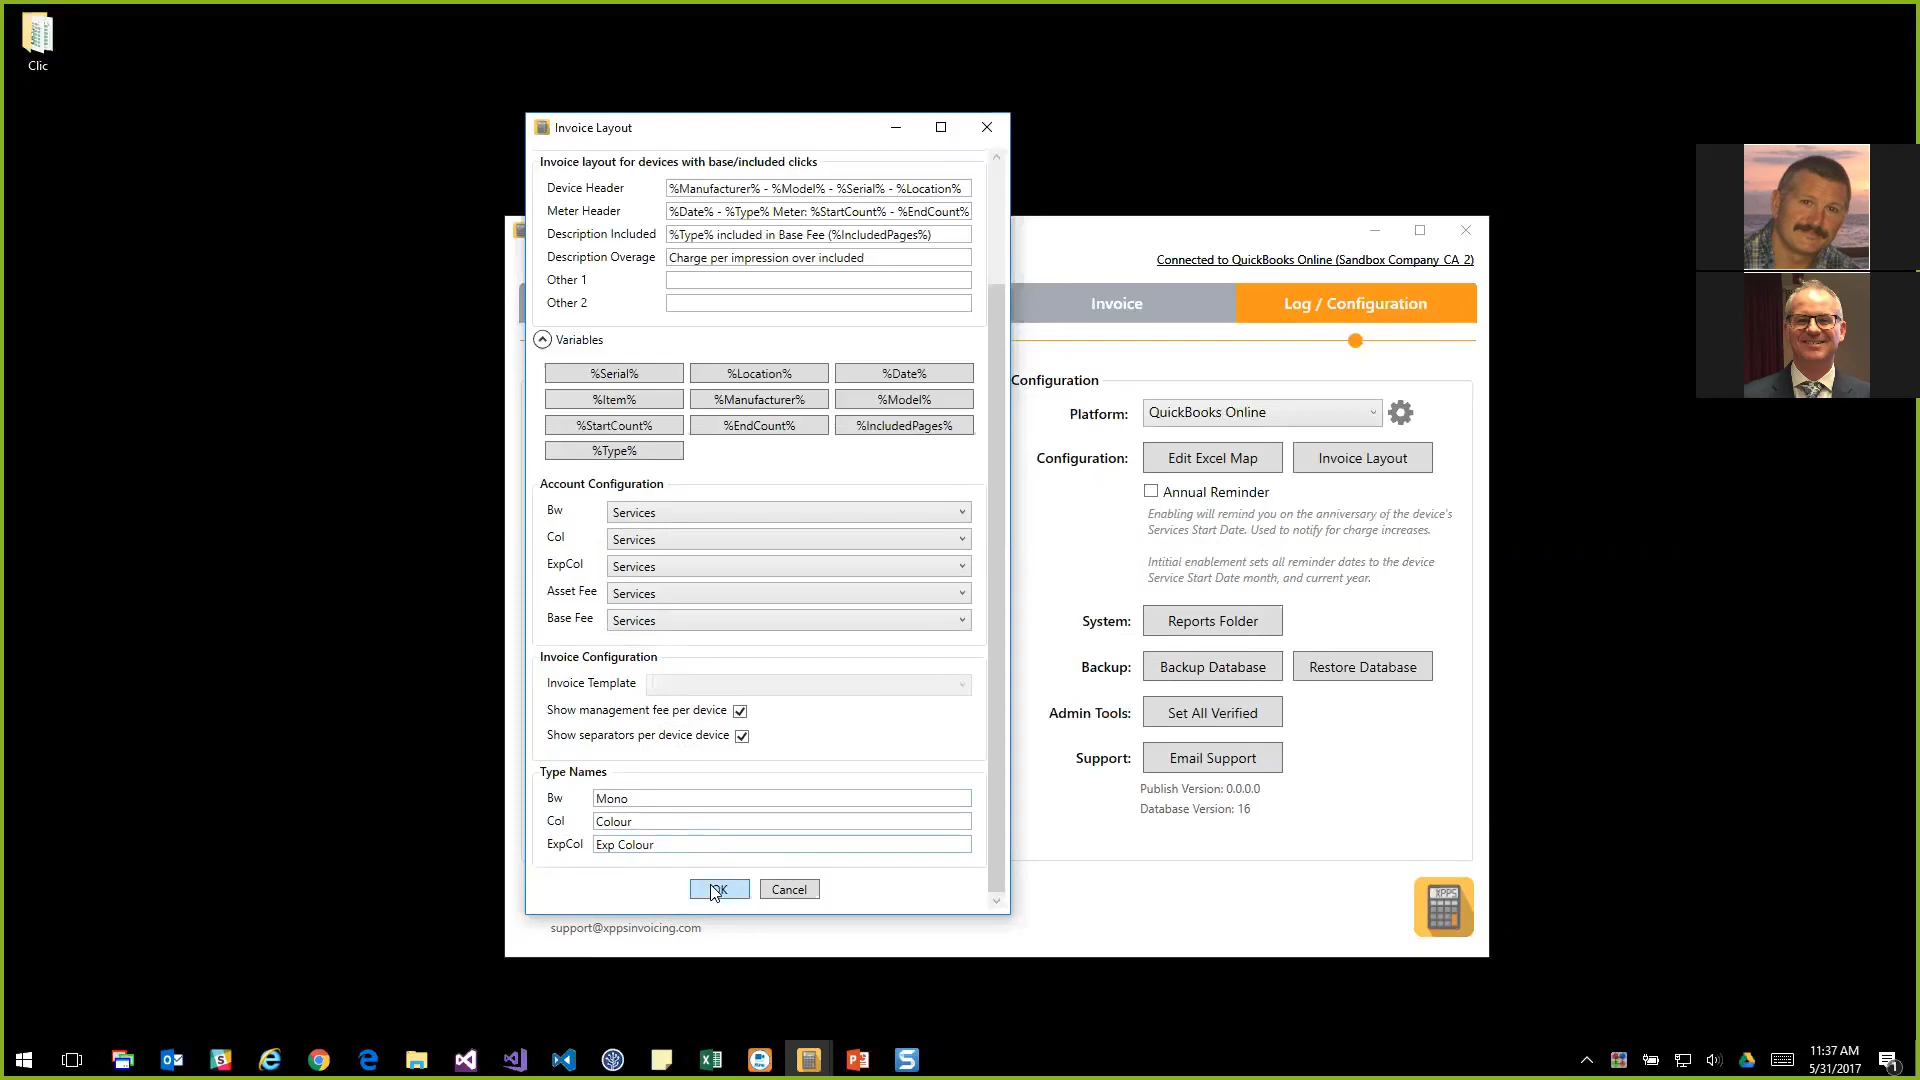 Clic
Invoice Layout
Invoice layout for devices with base/included clicks
Device Header %Manufacturer% - %Model% - %Serial% - %Location%
Meter Header %Date% - %Type% Meter: %StartCount% - %EndCount%
Description Included %Type% included in Base Fee (%IncludedPages%)
Description Overage Charge per impression over included
Other 1
Other 2
Variables
%Serial% %Location% %Date%
%Item% %Manufacturer% %Model%
%StartCount% %EndCount% %IncludedPages%
%Type%
Account Configuration
Bw Services
Col Services
ExpCol Services
Asset Fee Services
Base Fee Services
Invoice Configuration
Invoice Template
Show management fee per device
Show separators per device device
Type Names
Bw Mono
Col Colour
ExpCol Exp Colour
OK Cancel
support@xppsinvoicing.com
Connected to QuickBooks Online (Sandbox Company CA 2)
Invoice Log / Configuration
Configuration
Platform: QuickBooks Online
Configuration: Edit Excel Map Invoice Layout
Annual Reminder
Enabling will remind you on the anniversary of the device's
Services Start Date. Used to notify for charge increases.
Intitial enablement sets all reminder dates to the device
Service Start Date month, and current year.
System: Reports Folder
Backup: Backup Database Restore Database
Admin Tools: Set All Verified
Support: Email Support
Publish Version: 0.0.0.0
Database Version: 16
XPPS
11:37 AM
5/31/2017
1